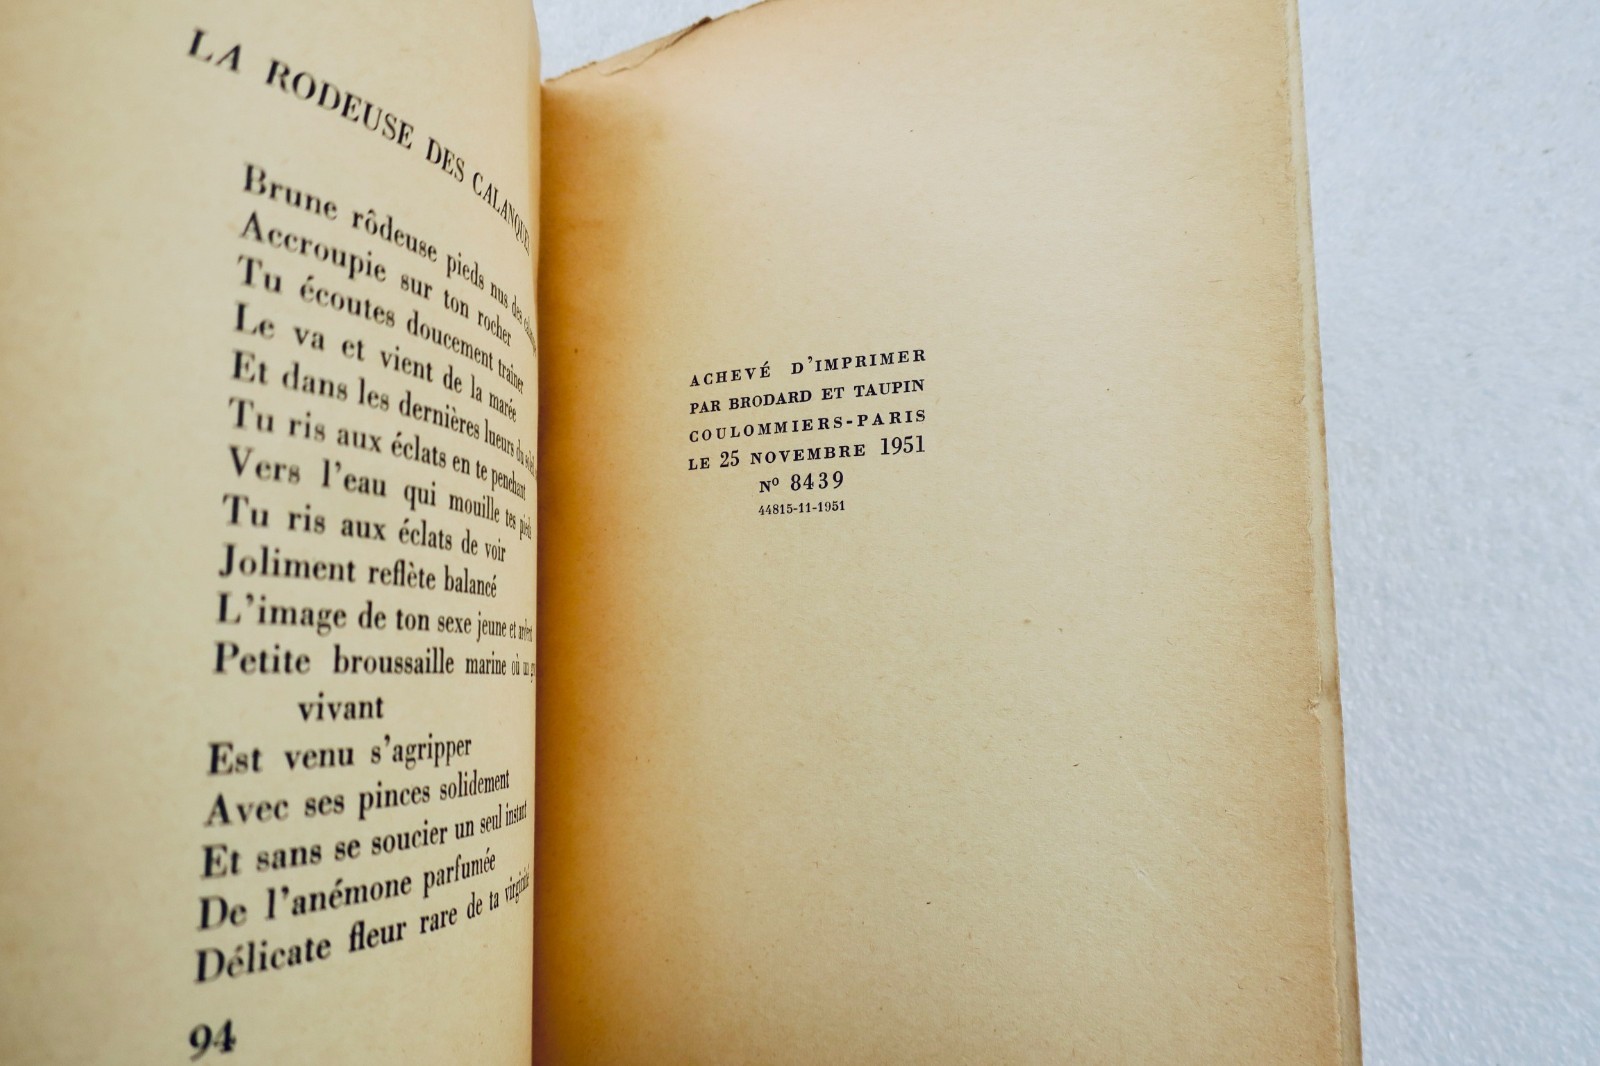 LA RODEUSE DES CALANQUES
Brune rôdeuse pieds nus des
Accroupie sur ton rocher
Tu écoutes doucement traîner
Le va et vient de la marée
Et dans les dernières lueurs du soleil
Tu ris aux éclats en te penchant
Vers l'eau qui mouille tes pieds
Tu ris aux éclats de voir
Joliment reflète balancé
L'image de ton sexe jeune et
Petite broussaille marine où un
vivant
Est venu s'agripper
Avec ses pinces solidement
Et sans se soucier un seul instant
De l'anémone parfumée
Délicate fleur rare de ta virginité
94
ACHEVÉ D'IMPRIMER
PAR BRODARD ET TAUPIN
COULOMMIERS-PARIS
LE 25 NOVEMBRE 1951
Nº 8439
44815-11-1951